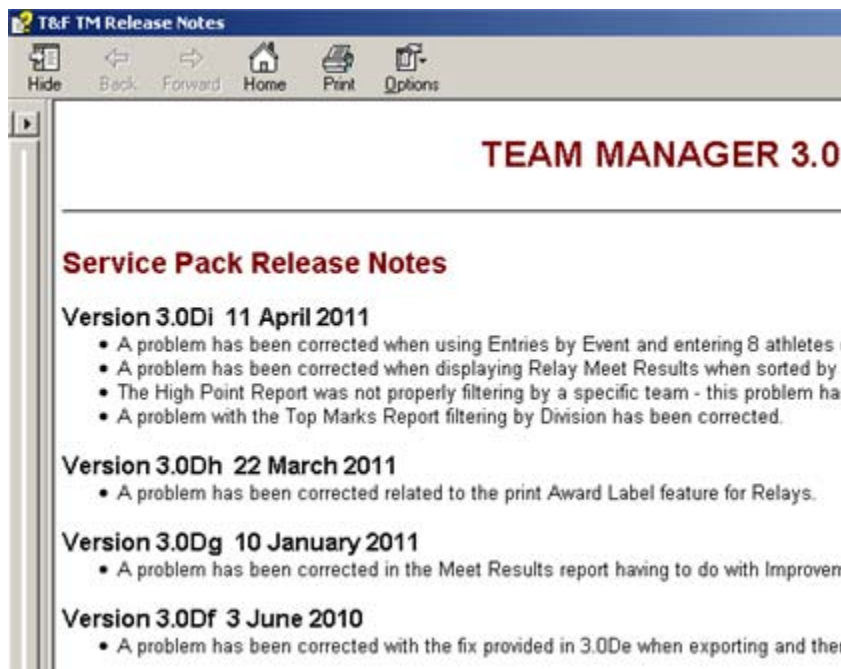 T&F TM Release Notes
Hide Back Forward Home Print Options
TEAM MANAGER 3.0
Service Pack Release Notes
Version 3.0Di 11 April 2011
• A problem has been corrected when using Entries by Event and entering 8 athletes
• A problem has been corrected when displaying Relay Meet Results when sorted by
• The High Point Report was not properly filtering by a specific team - this problem ha
• A problem with the Top Marks Report filtering by Division has been corrected.
Version 3.0Dh 22 March 2011
• A problem has been corrected related to the print Award Label feature for Relays.
Version 3.0Dg 10 January 2011
• A problem has been corrected in the Meet Results report having to do with Improvem
Version 3.0Df 3 June 2010
• A problem has been corrected with the fix provided in 3.0De when exporting and the